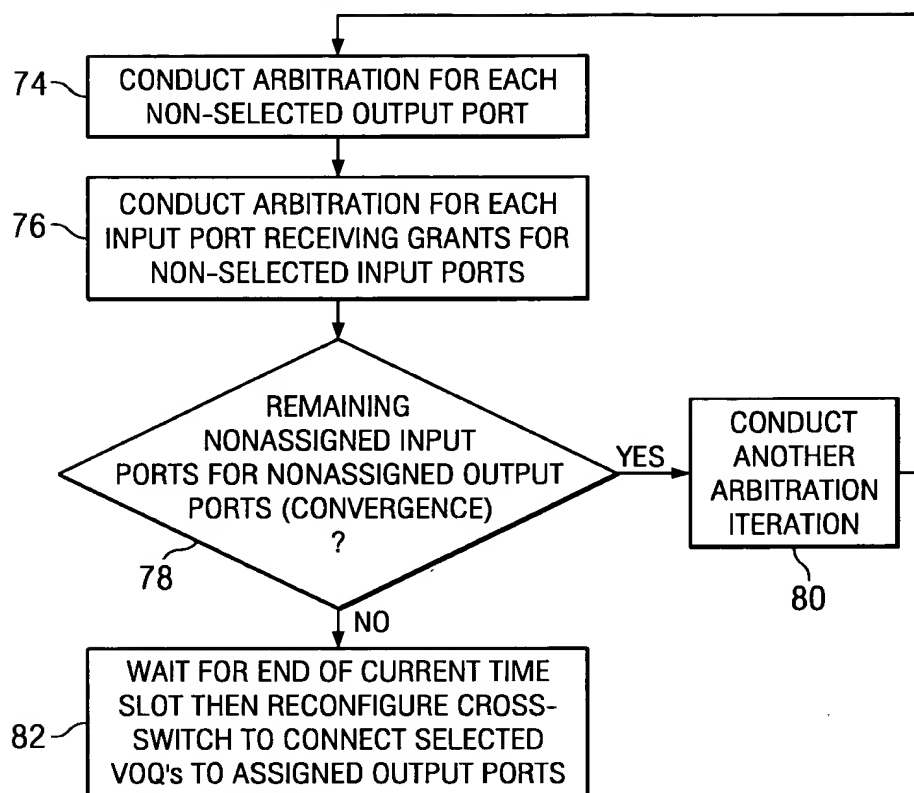 74
CONDUCT ARBITRATION FOR EACH
NON-SELECTED OUTPUT PORT
76
CONDUCT ARBITRATION FOR EACH
INPUT PORT RECEIVING GRANTS FOR
NON-SELECTED INPUT PORTS
REMAINING
NONASSIGNED INPUT
PORTS FOR NONASSIGNED OUTPUT
PORTS (CONVERGENCE)
?
78
YES
CONDUCT
ANOTHER
ARBITRATION
ITERATION
80
NO
82
WAIT FOR END OF CURRENT TIME
SLOT THEN RECONFIGURE CROSS-
SWITCH TO CONNECT SELECTED
VOQ's TO ASSIGNED OUTPUT PORTS